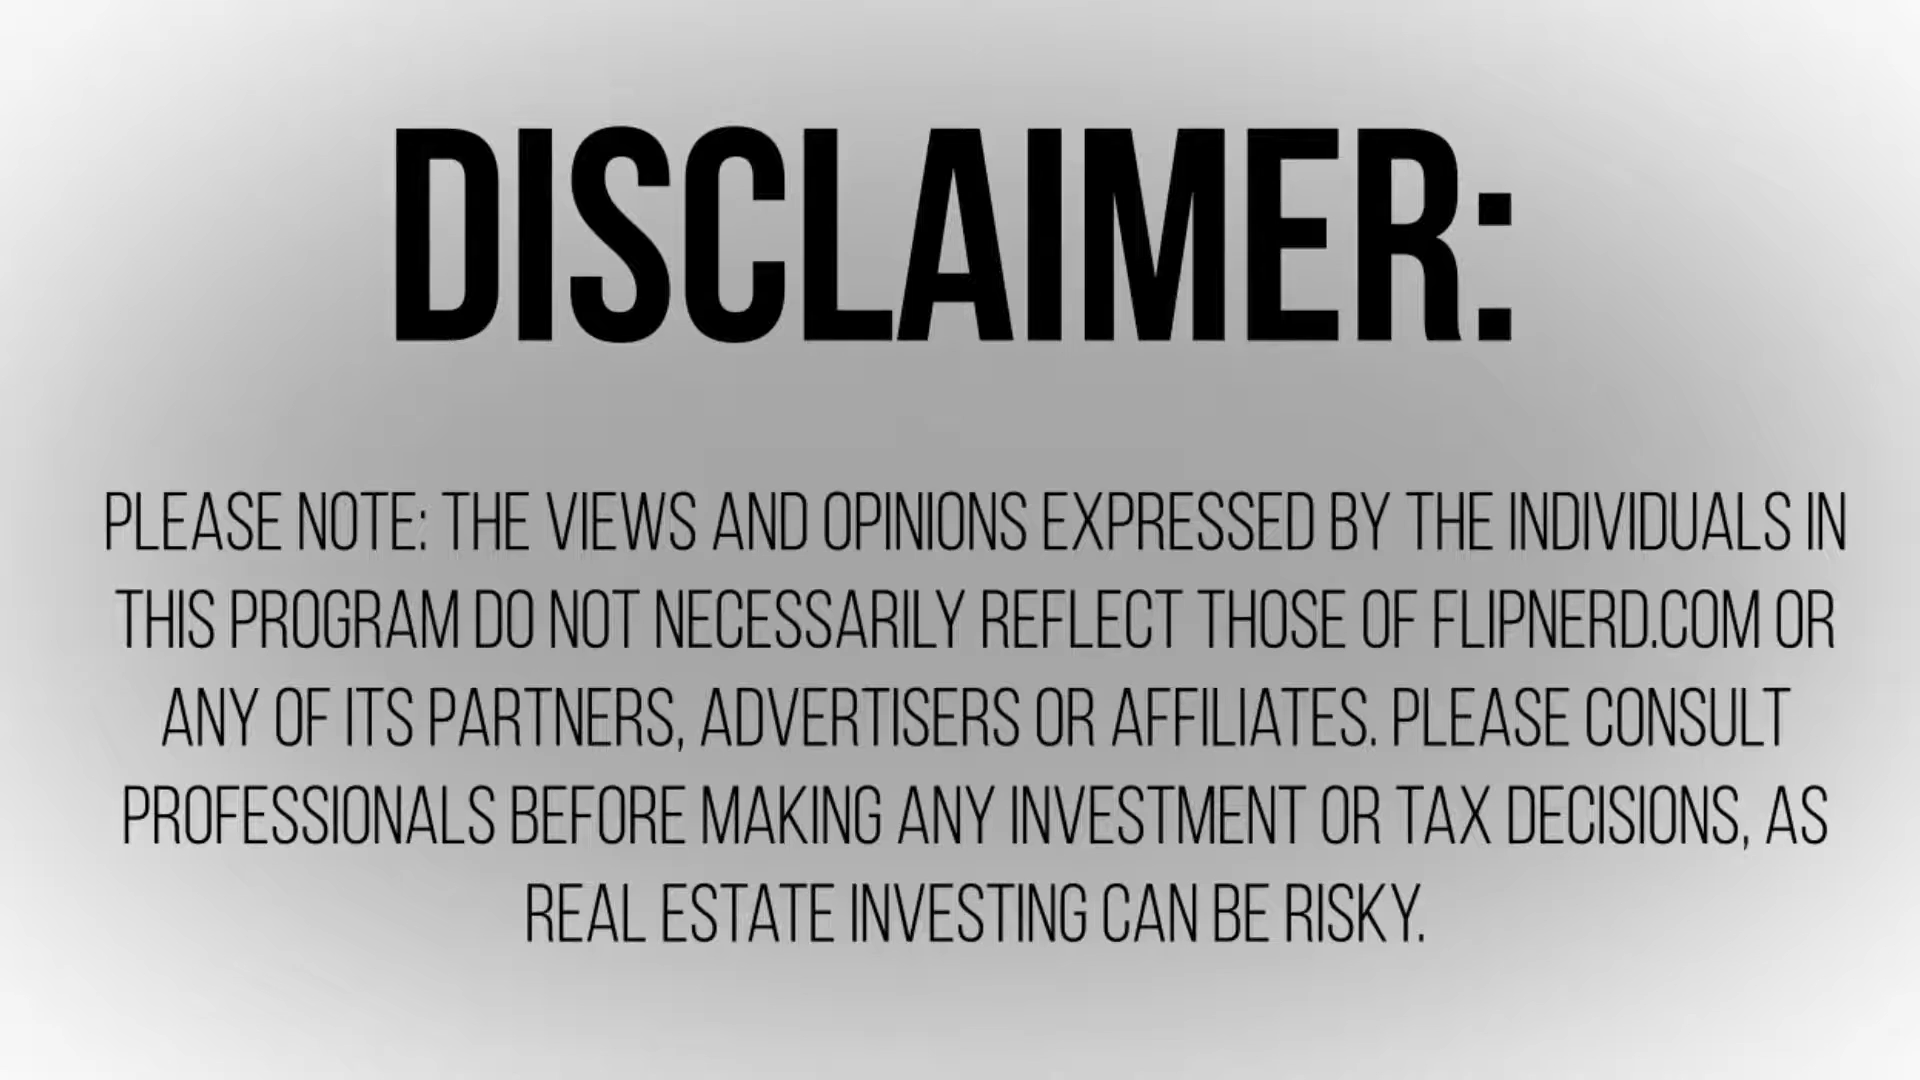 DISCLAIMER:
PLEASE NOTE: THE VIEWS AND OPINIONS EXPRESSED BY THE INDIVIDUALS IN
THIS PROGRAM DO NOT NECESSARILY REFLECT THOSE OF FLIPNERD.COM OR
ANY OF ITS PARTNERS, ADVERTISERS OR AFFILIATES. PLEASE CONSULT
PROFESSIONALS BEFORE MAKING ANY INVESTMENT OR TAX DECISIONS, AS
REAL ESTATE INVESTING CAN BE RISKY.